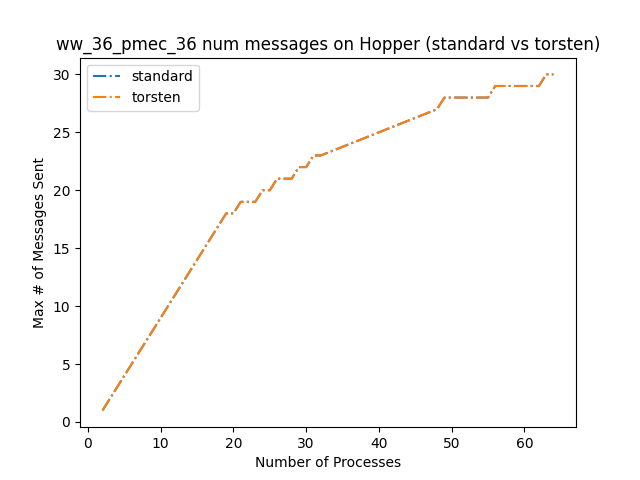 ww_36_pmec_36 num messages on Hopper (standard vs torsten)
standard
torsten
30
25
20
15
10
5
0
Max # of Messages Sent
0 10 20 30 40 50 60
Number of Processes